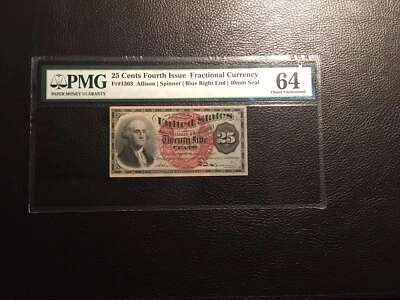 PMG
PAPER MONEY GUARANTY
25 Cents Fourth Issue Fractional Currency
Fr#1303 Allison | Spinner | Blue Right End | 40mm Seal
64
Choice Uncirculated
United States
25
Twenty Five
CENTS